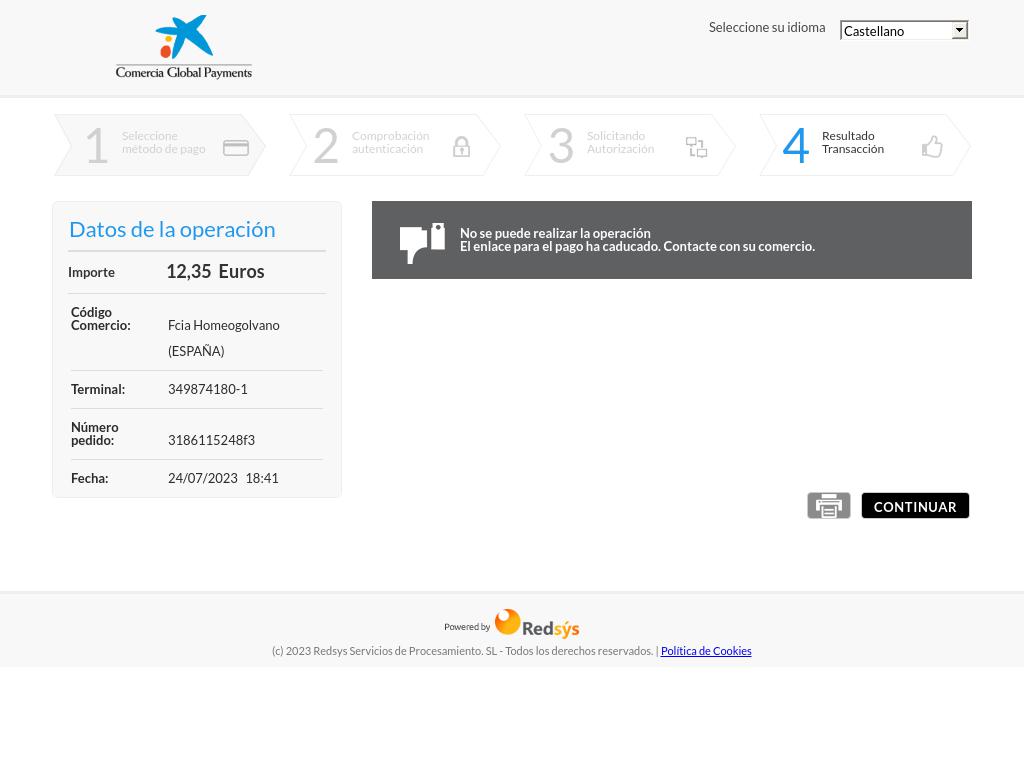 Comercia Global Payments
Seleccione su idioma
Castellano
1
Seleccione
método de pago
2
Comprobación
autenticación
3
Solicitando
Autorización
4
Resultado
Transacción
Datos de la operación
Importe 12,35 Euros
Código
Comercio: Fcia Homeogolvano
(ESPAÑA)
Terminal: 349874180-1
Número
pedido: 3186115248f3
Fecha: 24/07/2023 18:41
No se puede realizar la operación
El enlace para el pago ha caducado. Contacte con su comercio.
CONTINUAR
Powered by Redsýs
(c) 2023 Redsys Servicios de Procesamiento. SL - Todos los derechos reservados. | Política de Cookies